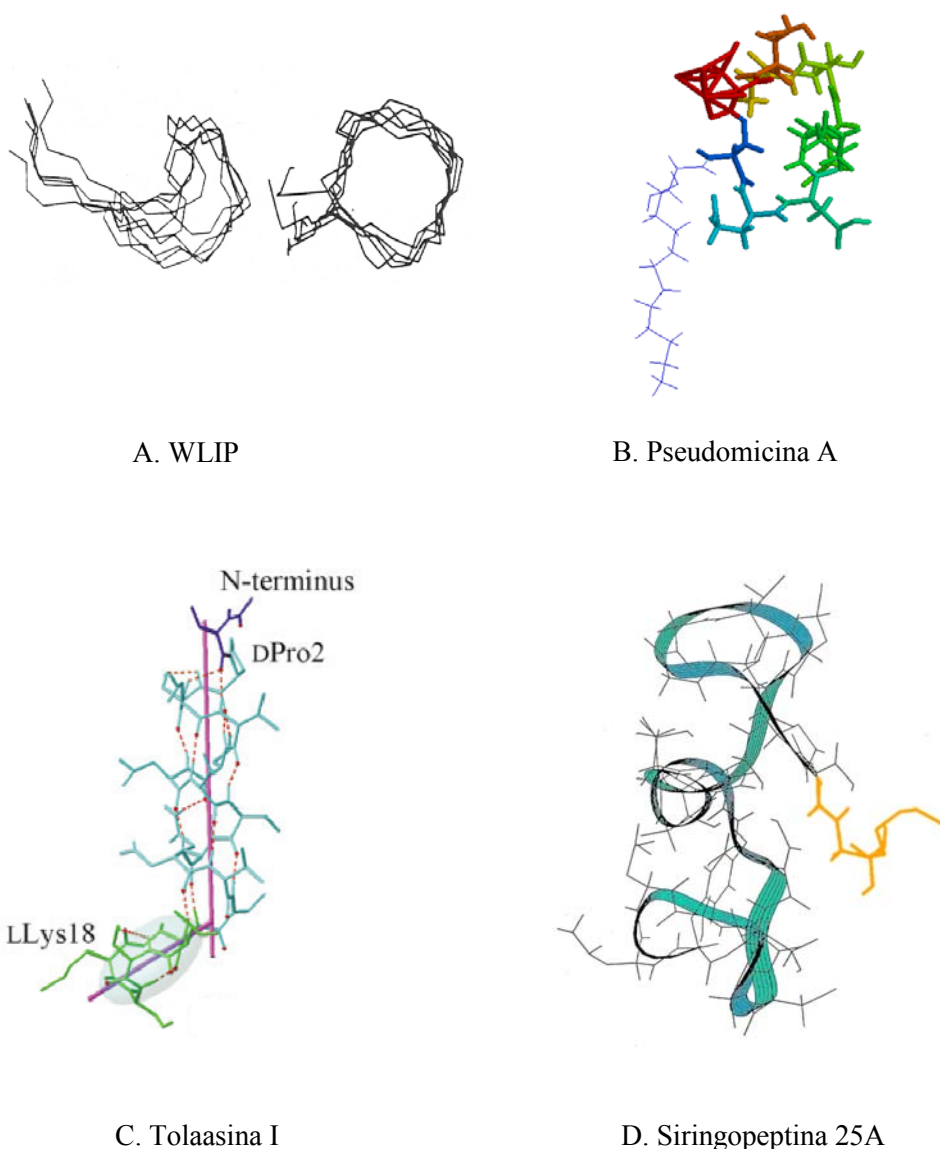 A. WLIP
B. Pseudomicina A
N-terminus
DPro2
LLys18
C. Tolaasina I
D. Siringopeptina 25A